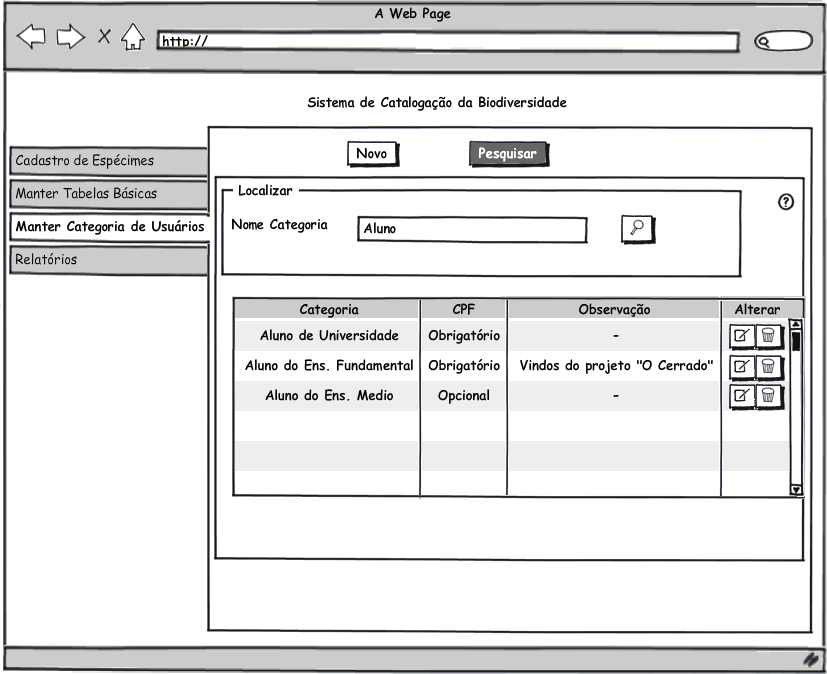 A Web Page
http://
Sistema de Catalogação da Biodiversidade
Cadastro de Espécimes
Manter Tabelas Básicas
Manter Categoria de Usuários
Relatórios
Novo Pesquisar
Localizar
?
Nome Categoria Aluno
Categoria CPF Observação Alterar
Aluno de Universidade Obrigatório -
Aluno do Ens. Fundamental Obrigatório Vindos do projeto "O Cerrado"
Aluno do Ens. Medio Opcional -